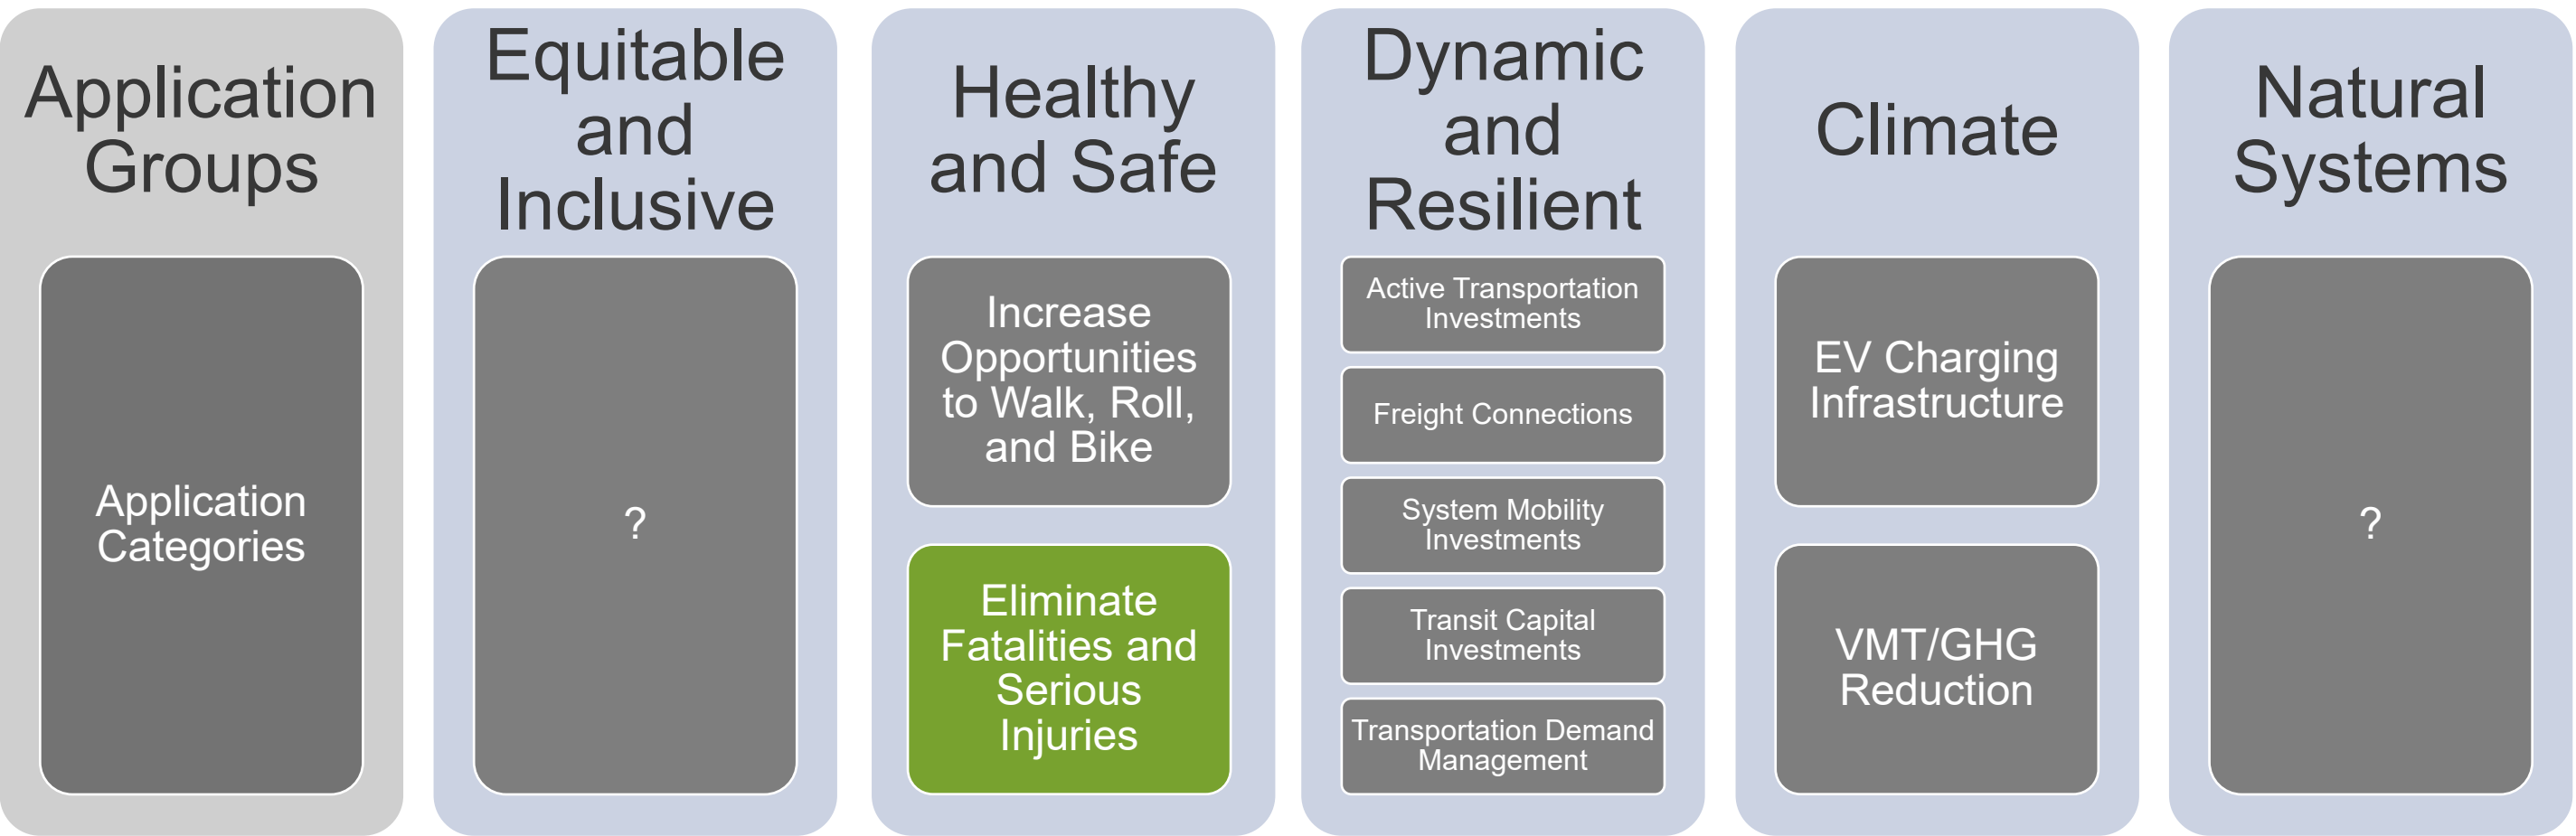 Application
Groups
Application
Categories
Equitable
and
Inclusive
?
Healthy
and Safe
Increase
Opportunities
to Walk, Roll,
and Bike
Eliminate
Fatalities and
Serious
Injuries
Dynamic
and
Resilient
Active Transportation
Investments
Freight Connections
System Mobility
Investments
Transit Capital
Investments
Transportation Demand
Management
Climate
EV Charging
Infrastructure
VMT/GHG
Reduction
Natural
Systems
?